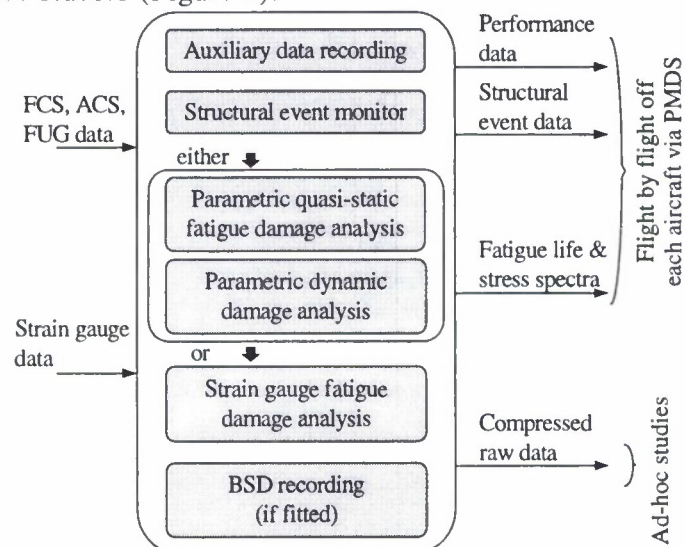 Auxiliary data recording
Structural event monitor
either
Parametric quasi-static
fatigue damage analysis
Parametric dynamic
damage analysis
or
Strain gauge fatigue
damage analysis
BSD recording
(if fitted)
FCS, ACS,
FUG data
Strain gauge
data
Performance
data
Structural
event data
Fatigue life &
stress spectra
Compressed
raw data
Flight by flight off
each aircraft via PMDS
Ad-hoc studies